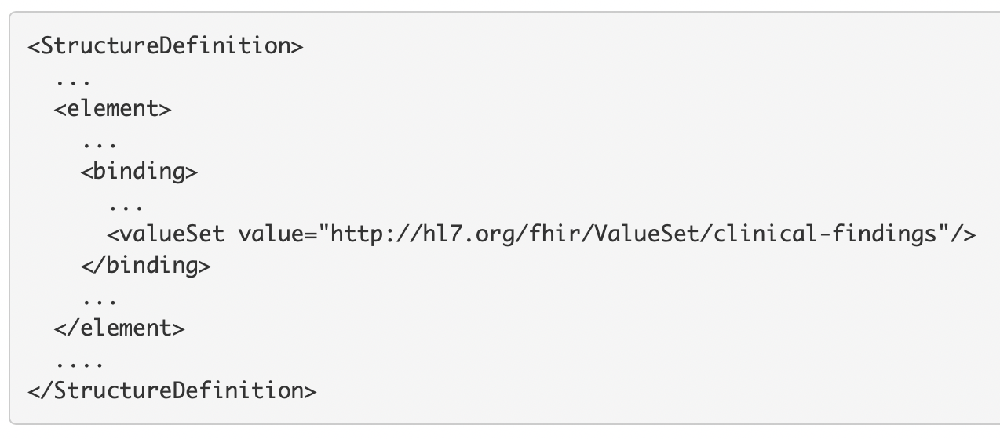 <StructureDefinition>
  ...
  <element>
    ...
    <binding>
      ...
      <valueSet value="http://hl7.org/fhir/ValueSet/clinical-findings"/>
    </binding>
    ...
  </element>
  ....
</StructureDefinition>